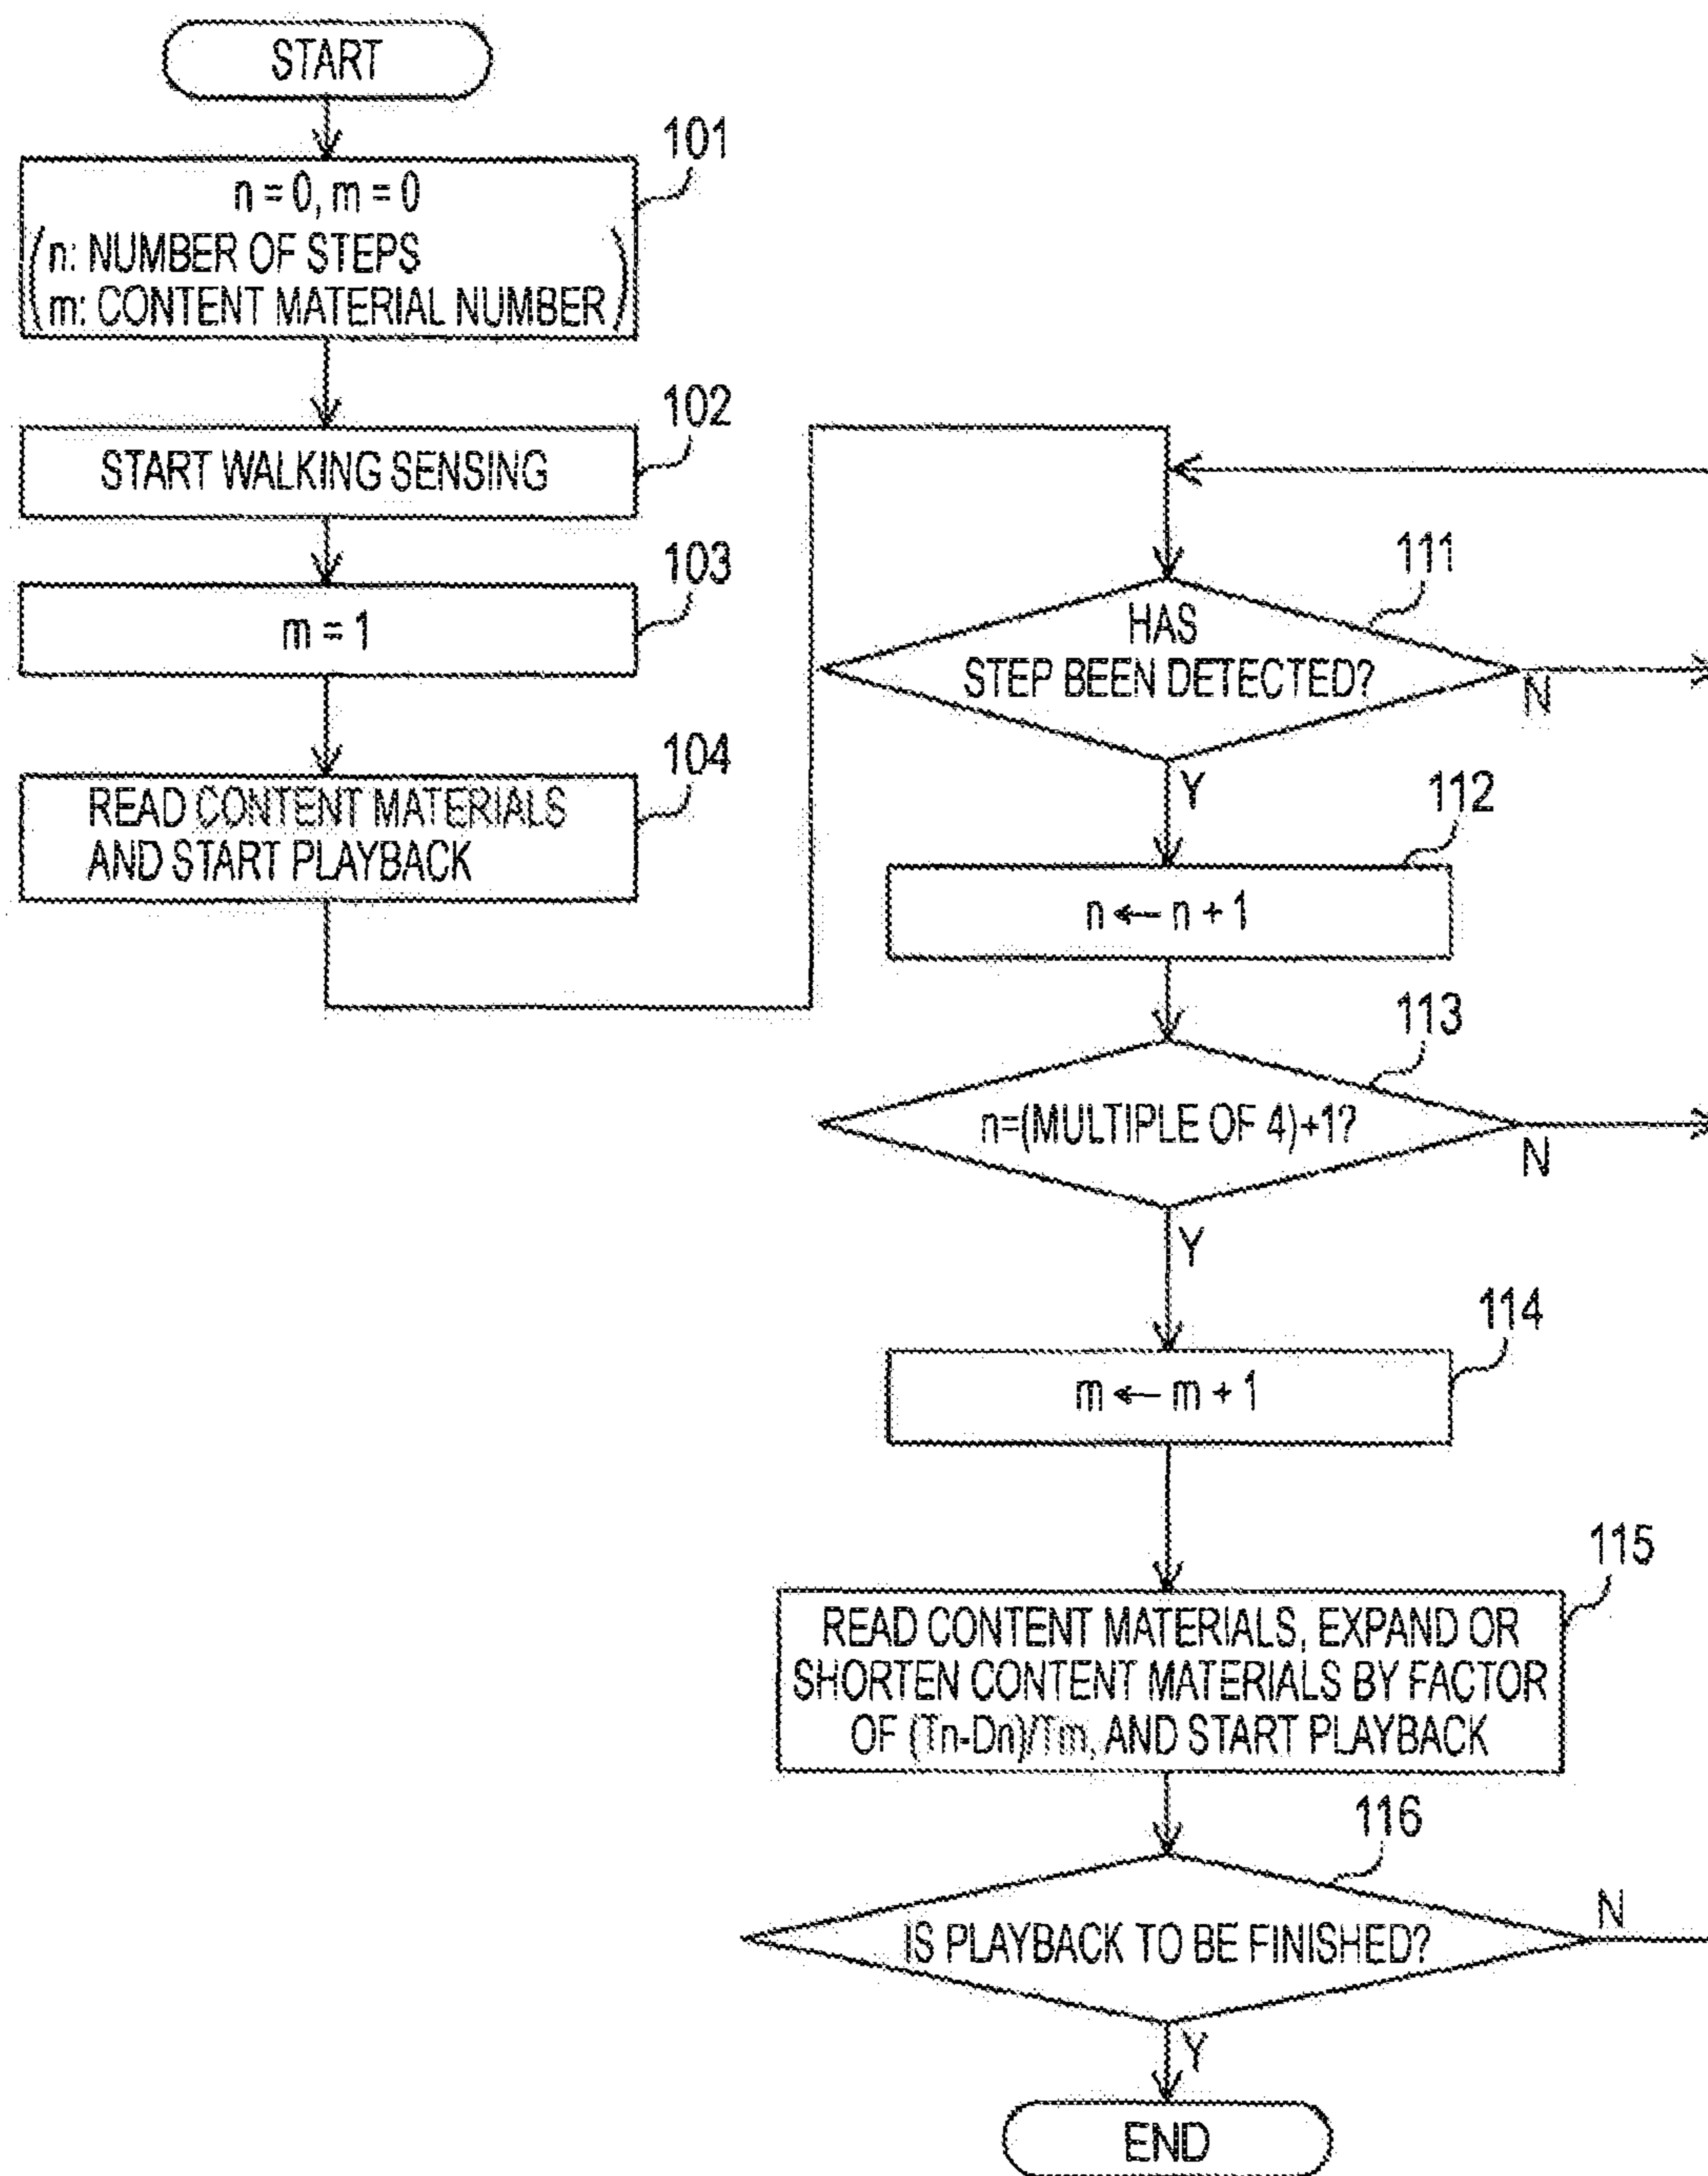 START
101
n = 0, m = 0
(n: NUMBER OF STEPS
m: CONTENT MATERIAL NUMBER)
102
START WALKING SENSING
103
m = 1
104
READ CONTENT MATERIALS
AND START PLAYBACK
111
HAS
STEP BEEN DETECTED?
N
Y
112
n ← n + 1
113
n=(MULTIPLE OF 4)+1?
N
Y
114
m ← m + 1
115
READ CONTENT MATERIALS, EXPAND OR
SHORTEN CONTENT MATERIALS BY FACTOR
OF (Tn-Dn)/Tm, AND START PLAYBACK
116
IS PLAYBACK TO BE FINISHED?
N
Y
END